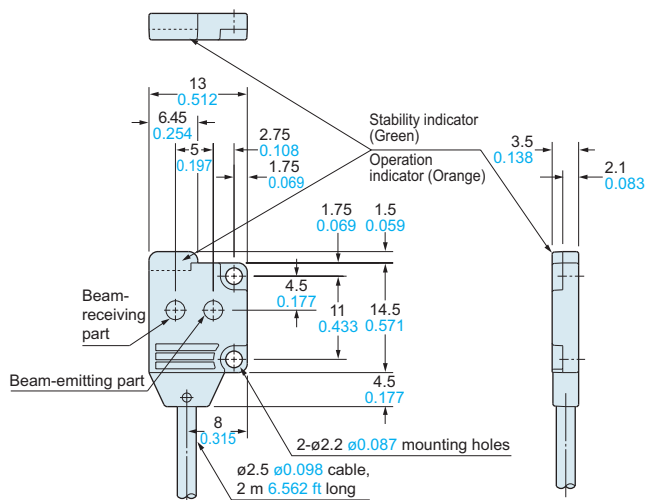 13
0.512
6.45
0.254
5
0.197
2.75
0.108
1.75
0.069
Stability indicator
(Green)
Operation
indicator (Orange)
3.5
0.138
2.1
0.083
1.75
0.069
1.5
0.059
4.5
0.177
11
0.433
14.5
0.571
4.5
0.177
Beam-
receiving
part
Beam-emitting part
8
0.315
2-ø2.2 ø0.087 mounting holes
ø2.5 ø0.098 cable,
2 m 6.562 ft long